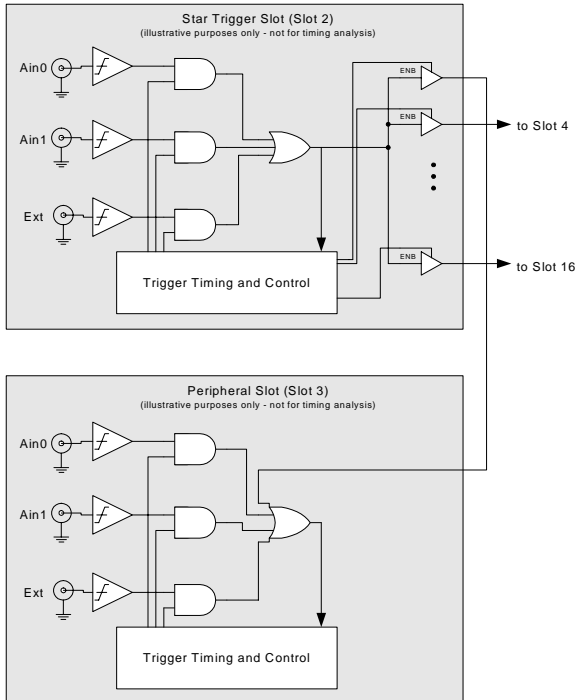 Star Trigger Slot (Slot 2)
(illustrative purposes only - not for timing analysis)
Ain0
ENB
ENB
to Slot 4
Ain1
Ext
ENB
to Slot 16
Trigger Timing and Control
Peripheral Slot (Slot 3)
(illustrative purposes only - not for timing analysis)
Ain0
Ain1
Ext
Trigger Timing and Control